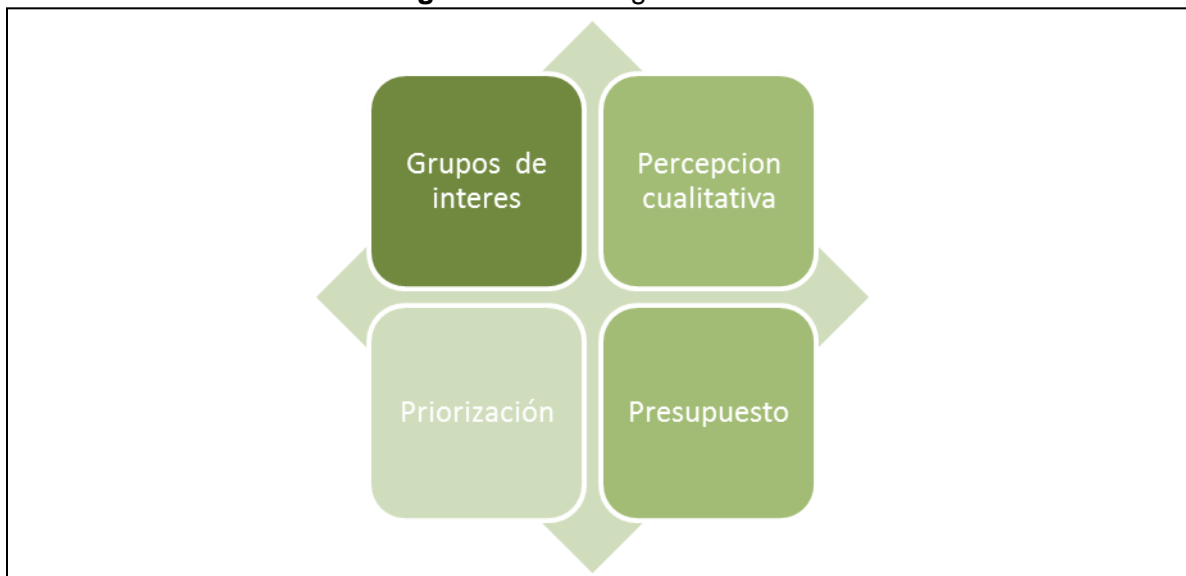 Grupos de
interes
Percepcion
cualitativa
Priorización
Presupuesto